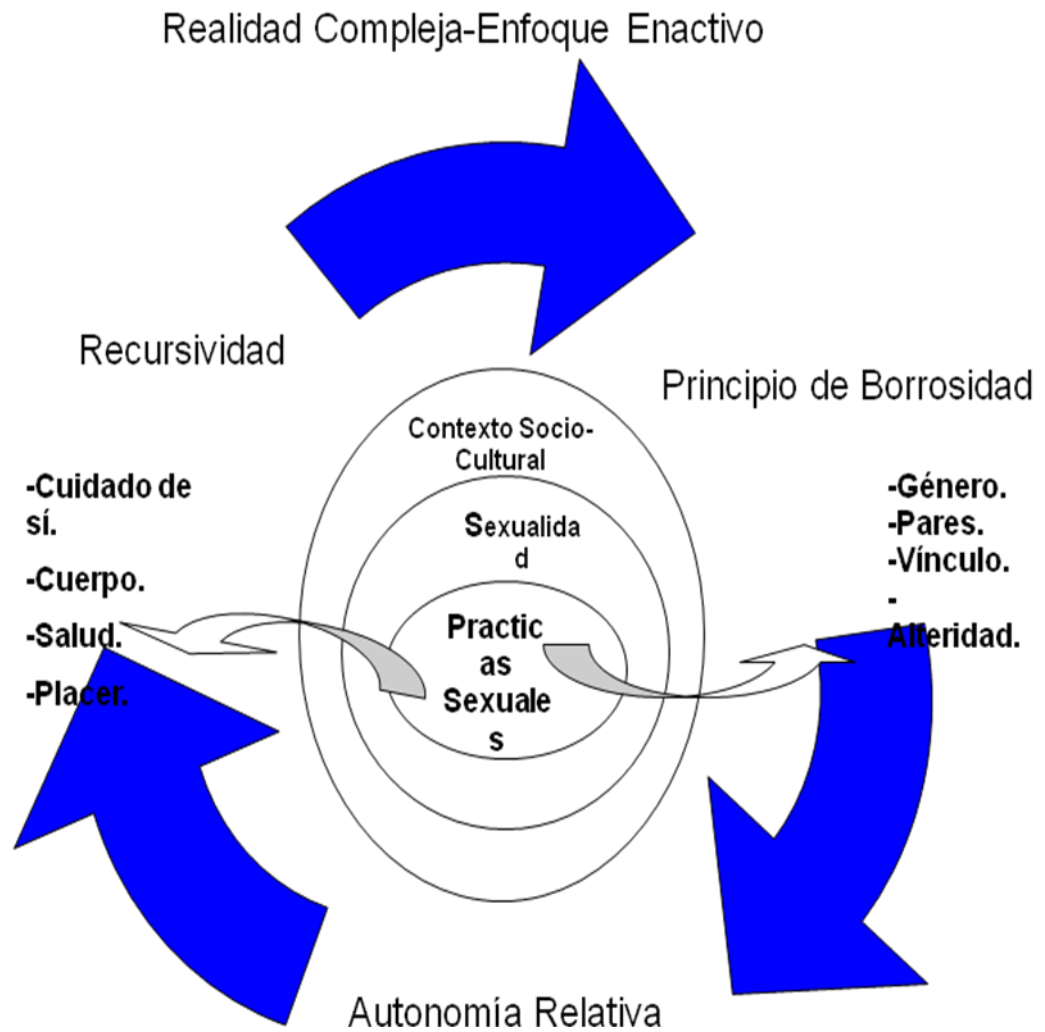 Realidad Compleja-Enfoque Enactivo
Recursividad
Principio de Borrosidad
Contexto Socio-
Cultural
Sexualida
d
Practic
as
Sexuale
s
-Cuidado de
sí.
-Cuerpo.
-Salud.
-Placer.
-Género.
-Pares.
-Vínculo.
-
Alteridad.
Autonomía Relativa